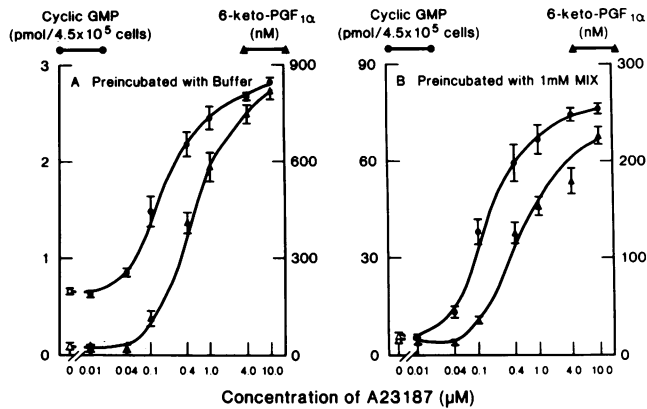 Cyclic GMP
(pmol/4.5x10⁵ cells)
6-keto-PGF1α
(nM)
Cyclic GMP
(pmol/4.5x10⁵ cells)
6-keto-PGF1α
(nM)
3 A Preincubated with Buffer 900
90 B Preincubated with 1mM MIX 300
2 600
60 200
1 300
30 100
0 0
0 0
0 0.01 0.04 0.1 0.4 1.0 4.0 10.0
0 0.01 0.04 0.1 0.4 1.0 4.0 10.0
Concentration of A23187 (μM)